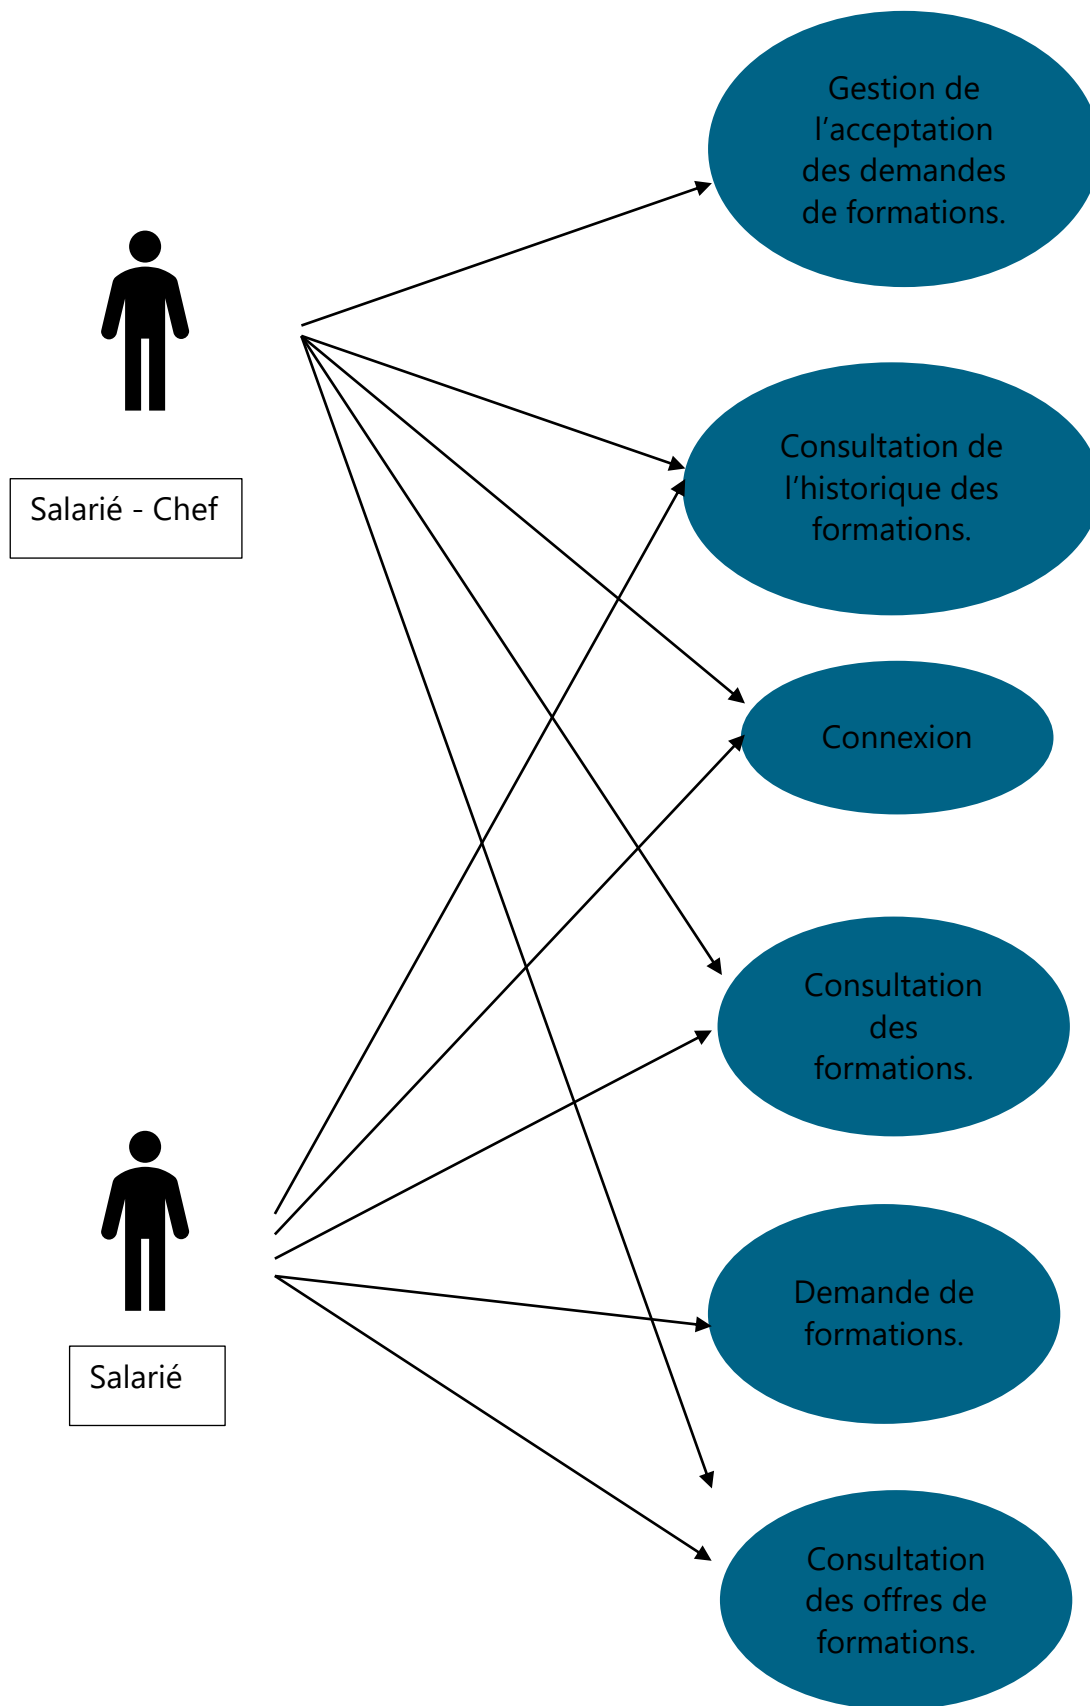 Gestion de
l’acceptation
des demandes
de formations.
Salarié - Chef
Consultation de
l’historique des
formations.
Connexion
Consultation
des
formations.
Salarié
Demande de
formations.
Consultation
des offres de
formations.